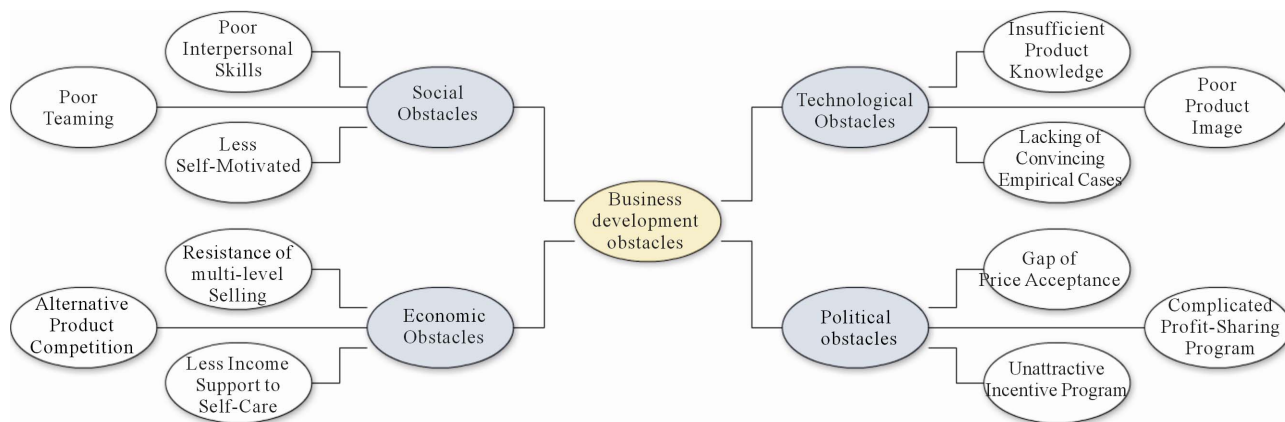 Poor
Interpersonal
Skills
Poor
Teaming
Less
Self-Motivated
Social
Obstacles
Insufficient
Product
Knowledge
Technological
Obstacles
Poor
Product
Image
Lacking of
Convincing
Empirical Cases
Business
development
obstacles
Resistance of
multi-level
Selling
Alternative
Product
Competition
Less Income
Support to
Self-Care
Economic
Obstacles
Gap of
Price Acceptance
Political
obstacles
Complicated
Profit-Sharing
Program
Unattractive
Incentive Program